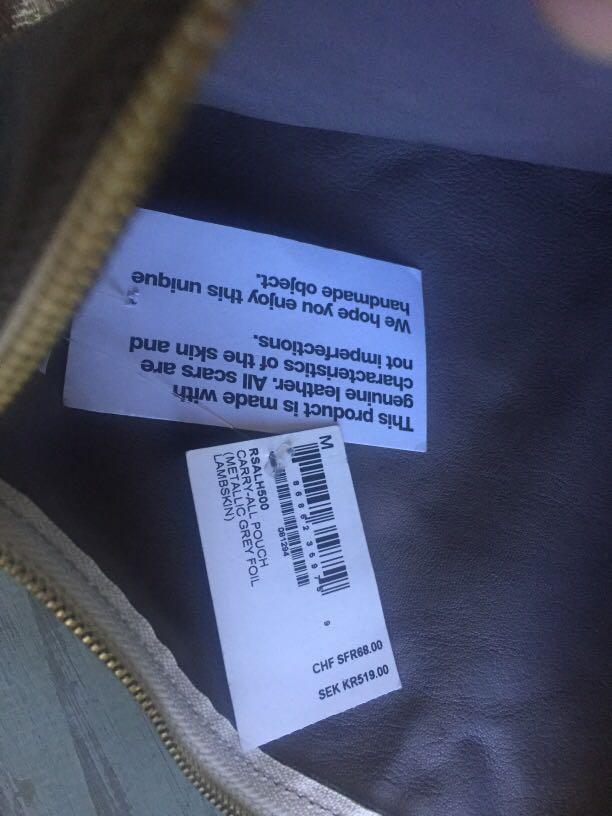 This product is made with
genuine leather. All scars are
characteristics of the skin and
not imperfections.
We hope you enjoy this unique
handmade object.
M
RSALH500
CARRY-ALL POUCH
(METALLIC GREY FOIL
LAMBSKIN)
081294
CHF SFR68.00
SEK KR519.00